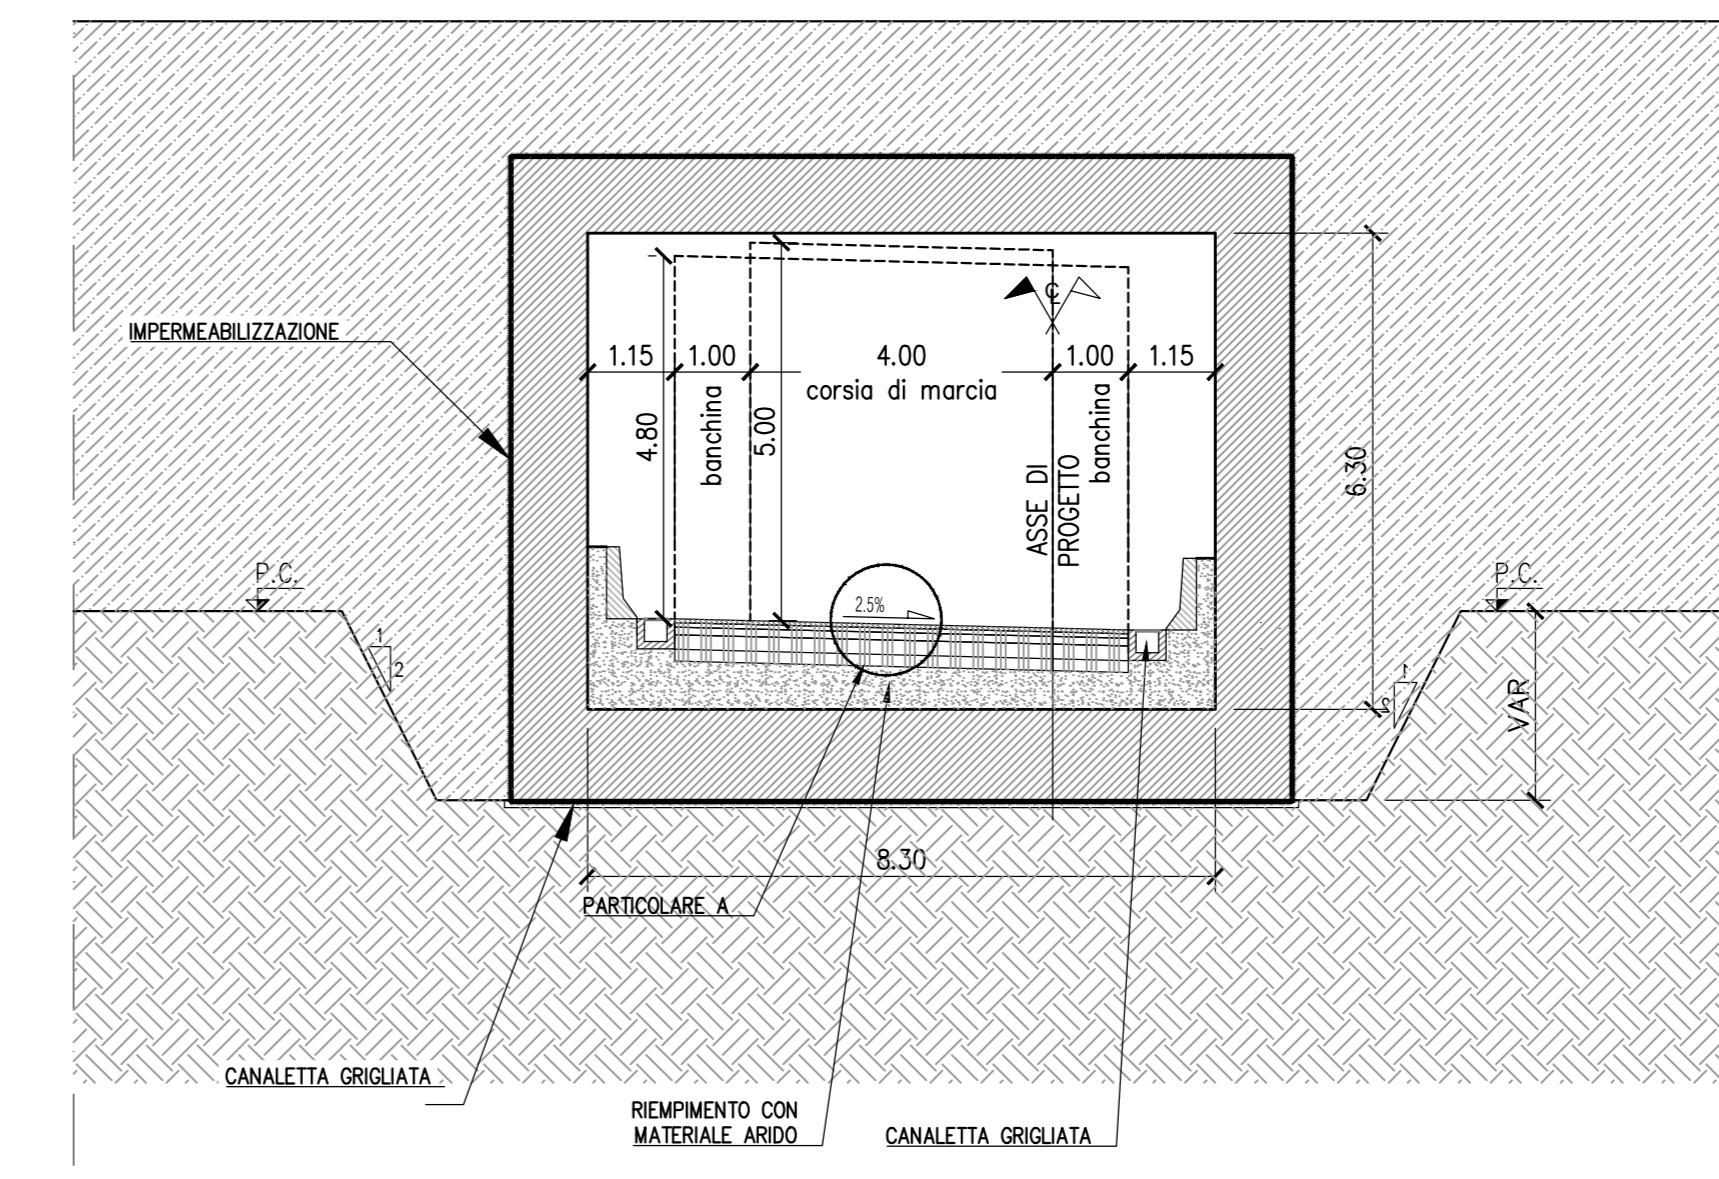 IMPERMEABILIZZAZIONE
℄
1.15
1.00
4.00
1.00
1.15
corsia di marcia
4.80
banchina
5.00
banchina
ASSE DI
PROGETTO
6.30
P.C.
P.C.
2.5%
1
2
1
2
VAR
8.30
PARTICOLARE A
CANALETTA GRIGLIATA
RIEMPIMENTO CON
MATERIALE ARIDO
CANALETTA GRIGLIATA